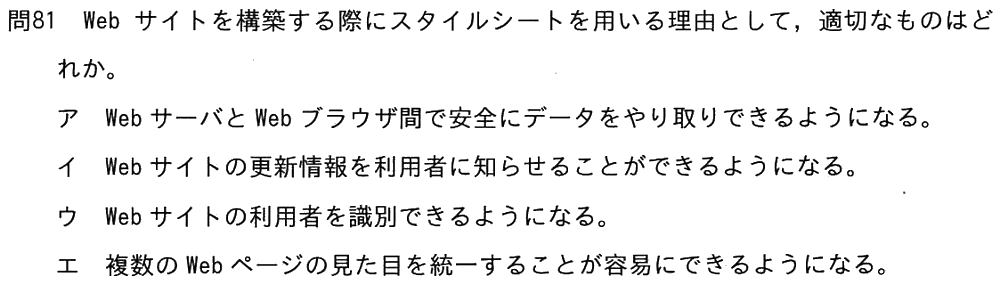 問81 Web サイトを構築する際にスタイルシートを用いる理由として，適切なものはど
れか。
ア Web サーバと Web ブラウザ間で安全にデータをやり取りできるようになる。
イ Web サイトの更新情報を利用者に知らせることができるようになる。
ウ Web サイトの利用者を識別できるようになる。
エ 複数の Web ページの見た目を統一することが容易にできるようになる。